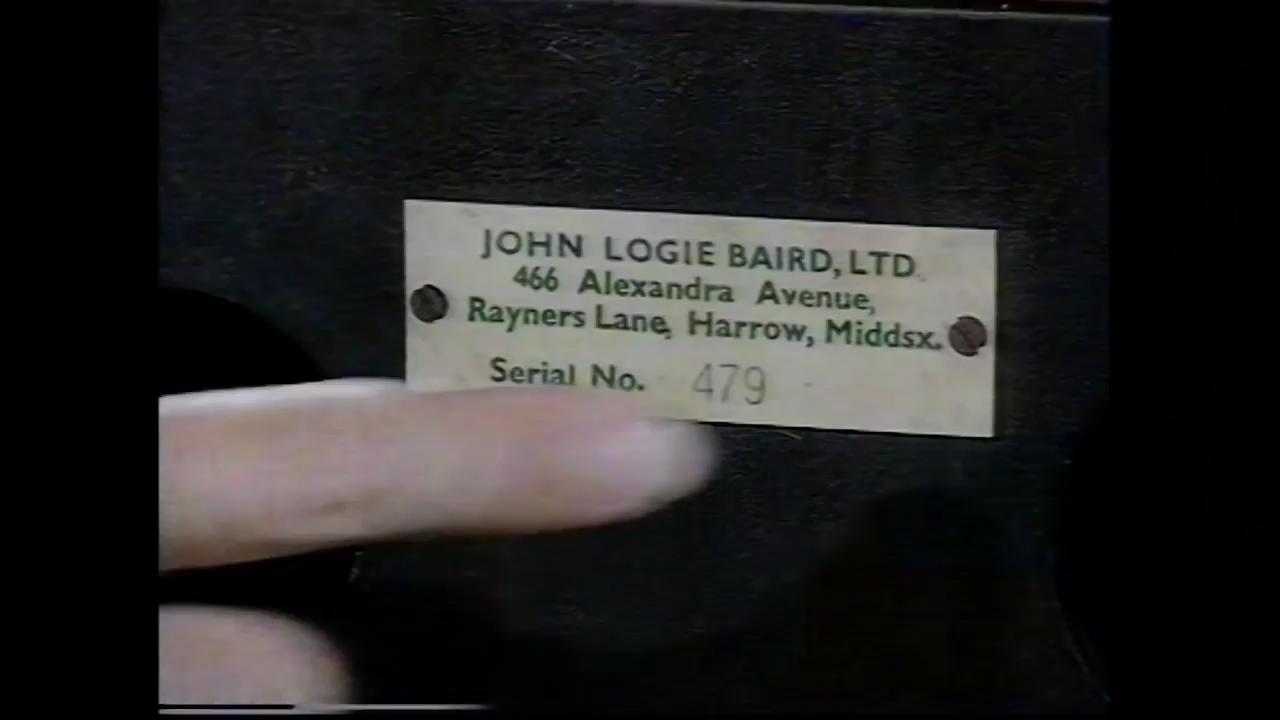 JOHN LOGIE BAIRD, LTD.
466 Alexandra Avenue,
Rayners Lane, Harrow, Middsx.
Serial No. 479